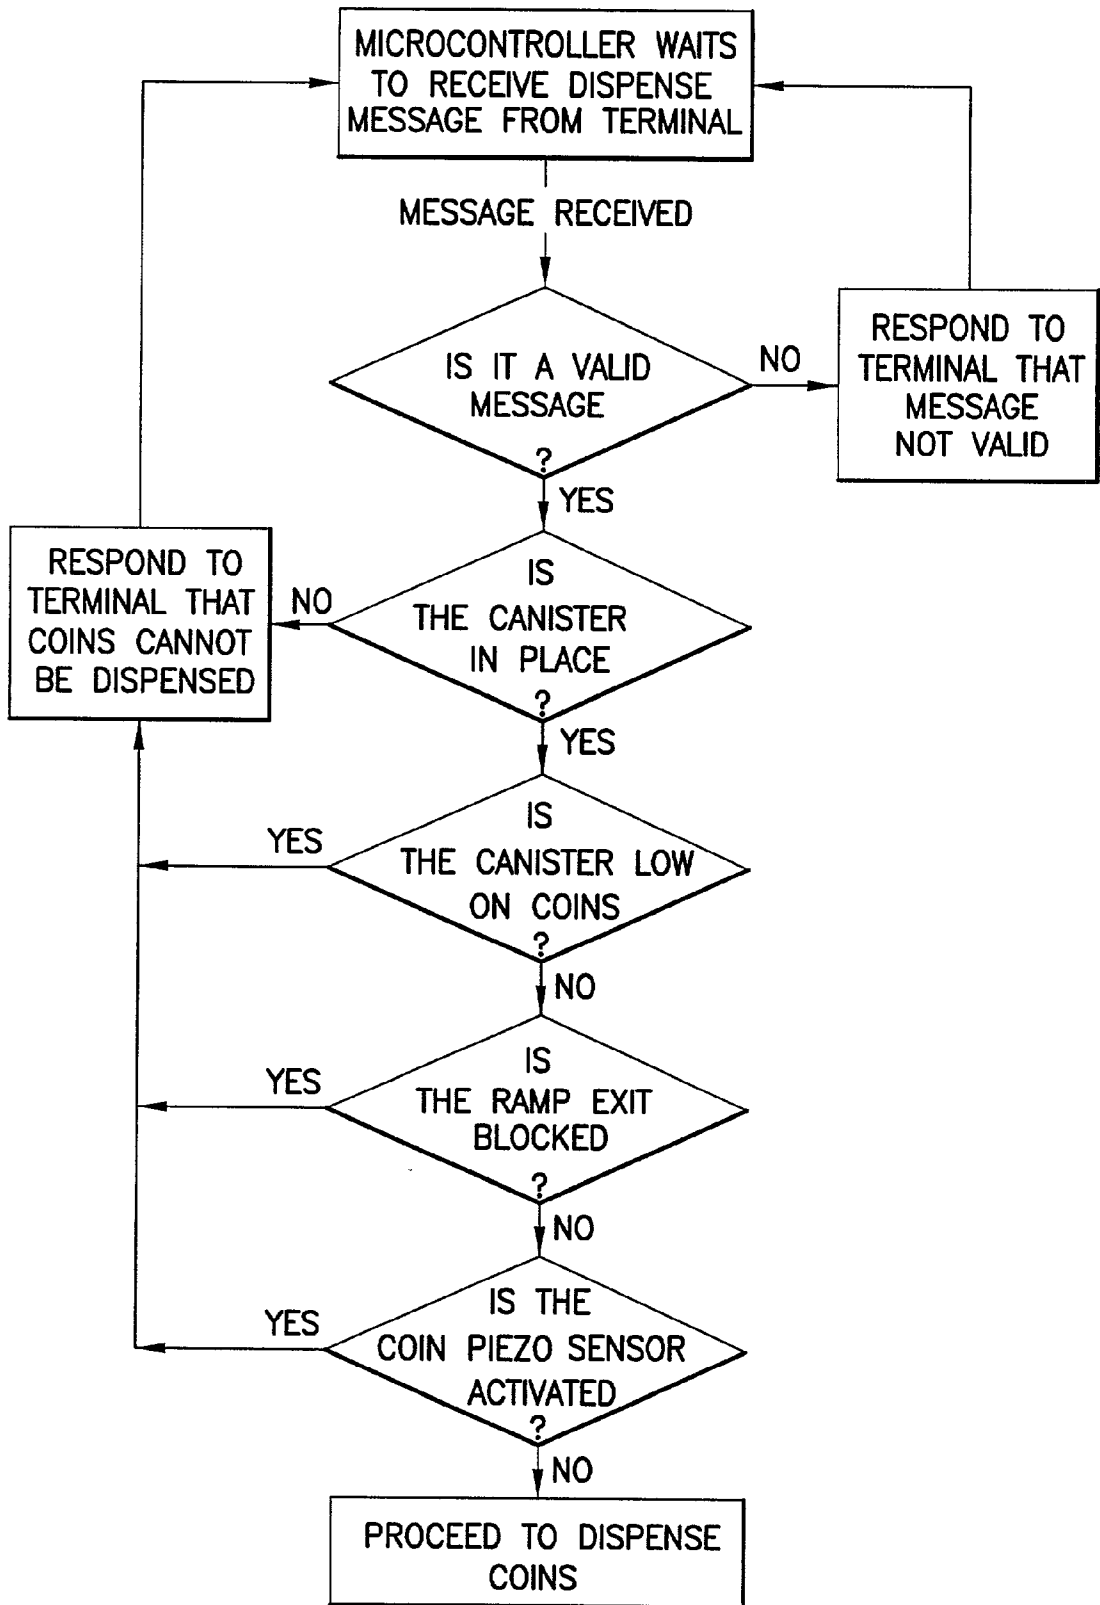 MICROCONTROLLER WAITS
TO RECEIVE DISPENSE
MESSAGE FROM TERMINAL
MESSAGE RECEIVED
IS IT A VALID
MESSAGE
?
NO
RESPOND TO
TERMINAL THAT
MESSAGE
NOT VALID
YES
IS
THE CANISTER
IN PLACE
?
NO
RESPOND TO
TERMINAL THAT
COINS CANNOT
BE DISPENSED
YES
IS
THE CANISTER LOW
ON COINS
?
YES
NO
IS
THE RAMP EXIT
BLOCKED
?
YES
NO
IS THE
COIN PIEZO SENSOR
ACTIVATED
?
YES
NO
PROCEED TO DISPENSE
COINS